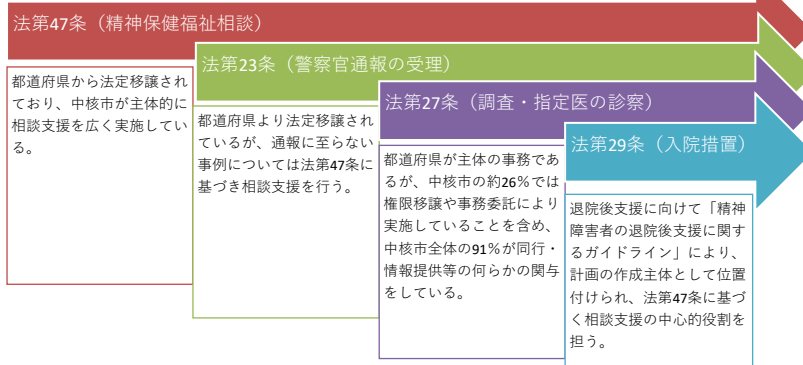 法第47条（精神保健福祉相談）
都道府県から法定移譲され
ており、中核市が主体的に
相談支援を広く実施してい
る。
法第23条（警察官通報の受理）
都道府県より法定移譲され
ているが、通報に至らない
事例については法第47条に
基づき相談支援を行う。
法第27条（調査・指定医の診察）
都道府県が主体の事務であ
るが、中核市の約26％では
権限移譲や事務委託により
実施していることを含め、
中核市全体の91％が同行・
情報提供等の何らかの関与
をしている。
法第29条（入院措置）
退院後支援に向けて「精神
障害者の退院後支援に関す
るガイドライン」により、
計画の作成主体として位置
付けられ、法第47条に基づ
く相談支援の中心的役割を
担う。